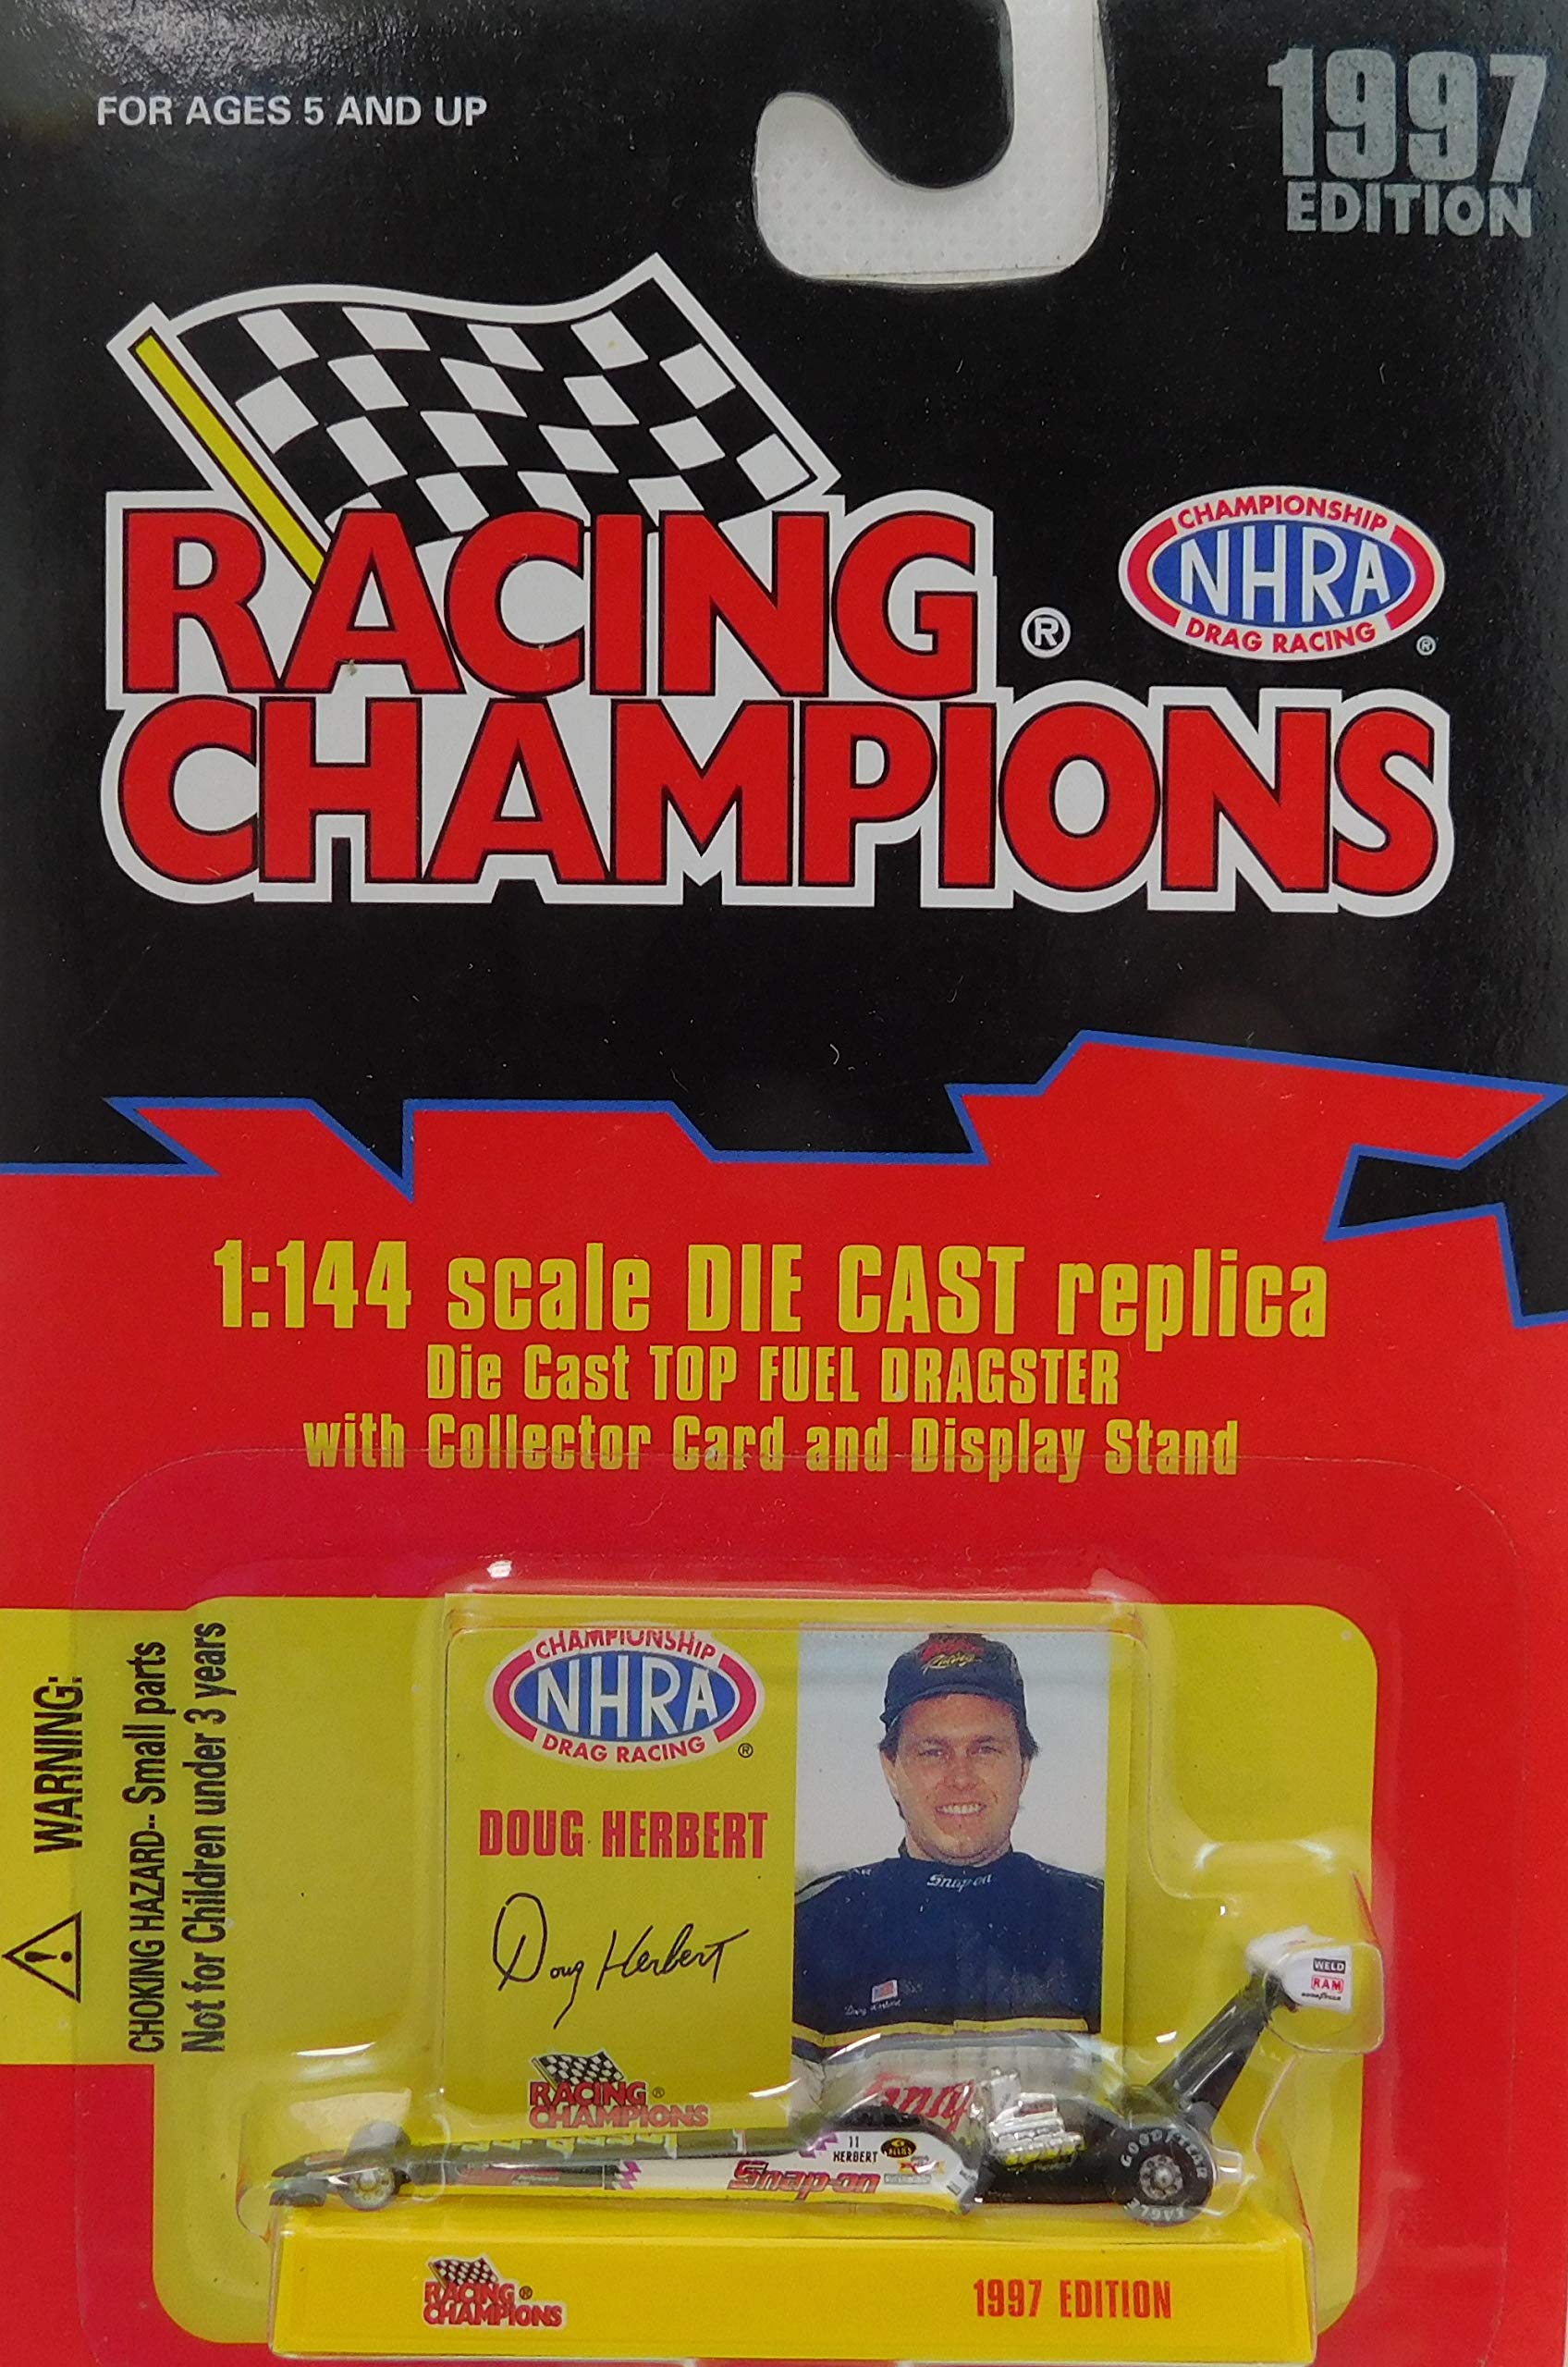 FOR AGES 5 AND UP
1997
EDITION
RACING
CHAMPIONS
®
CHAMPIONSHIP
NHRA
DRAG RACING
®
1:144 scale DIE CAST replica
Die Cast TOP FUEL DRAGSTER
with Collector Card and Display Stand
WARNING:
CHOKING HAZARD-- Small parts
Not for Children under 3 years
CHAMPIONSHIP
NHRA
DRAG RACING
®
DOUG HERBERT
Doug Herbert
RACING ®
CHAMPIONS
Racing
Snap-on
Snap
WELD
RAM
11
HERBERT
Snap-on
GOODYEAR
EAGLE
RACING ®
CHAMPIONS
1997 EDITION